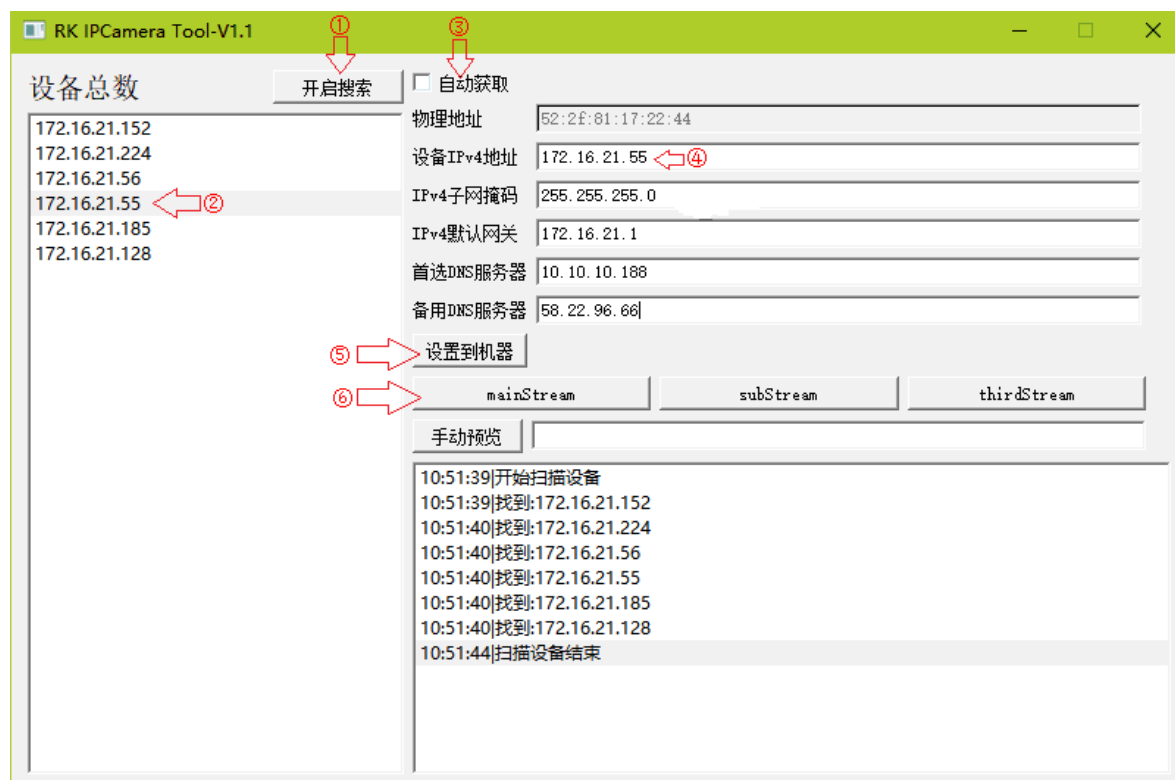 RK IPCamera Tool-V1.1
①
③
设备总数
开启搜索
自动获取
172.16.21.152
172.16.21.224
172.16.21.56
172.16.21.55 ②
172.16.21.185
172.16.21.128
物理地址 52:2f:81:17:22:44
设备IPv4地址 172.16.21.55 ④
IPv4子网掩码 255.255.255.0
IPv4默认网关 172.16.21.1
首选DNS服务器 10.10.10.188
备用DNS服务器 58.22.96.66
⑤ 设置到机器
⑥ mainStream subStream thirdStream
手动预览
10:51:39|开始扫描设备
10:51:39|找到:172.16.21.152
10:51:40|找到:172.16.21.224
10:51:40|找到:172.16.21.56
10:51:40|找到:172.16.21.55
10:51:40|找到:172.16.21.185
10:51:40|找到:172.16.21.128
10:51:44|扫描设备结束